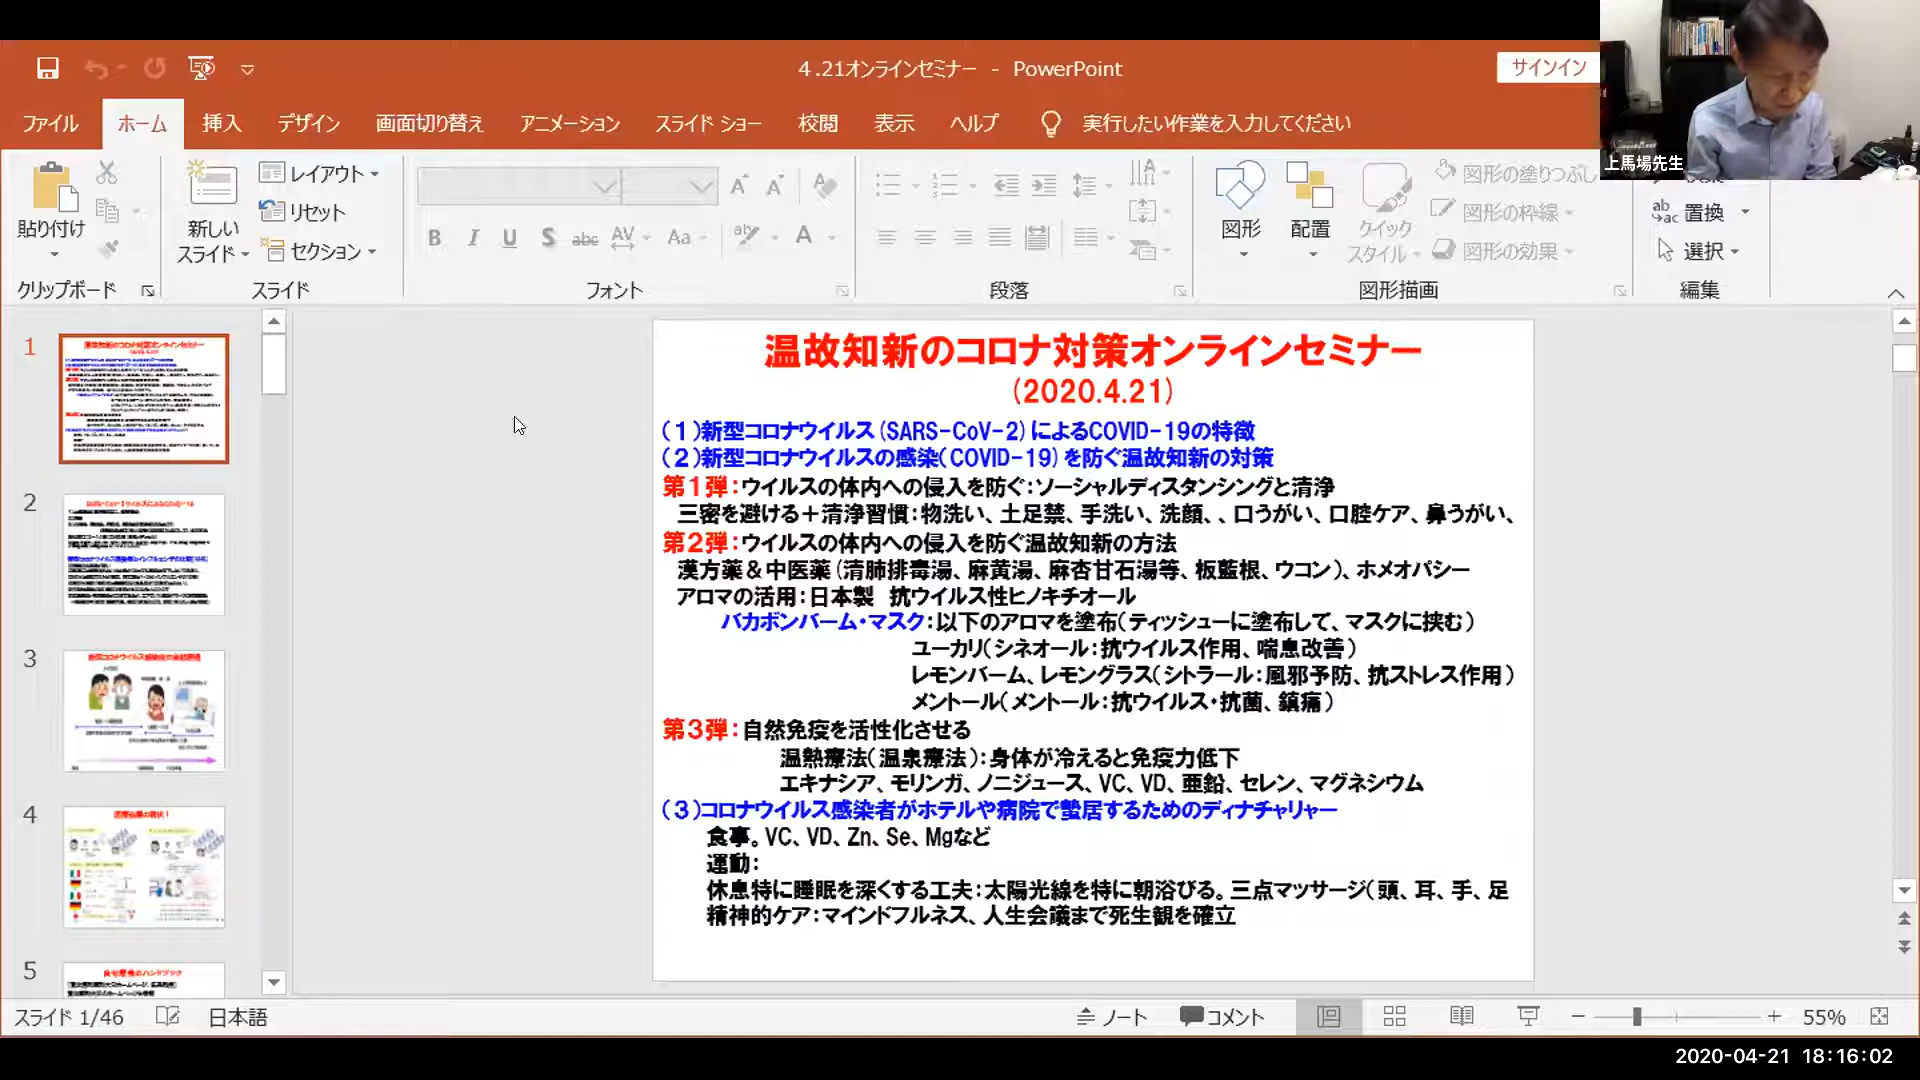 4 .21オンラインセミナー - PowerPoint
サインイン
ファイル ホーム 挿入 デザイン 画面切り替え アニメーション スライド ショー 校閲 表示 ヘルプ 実行したい作業を入力してください
上馬場先生
貼り付け
新しい
スライド
レイアウト
リセット
セクション
B I U S abc AV Aa A
図形
配置
クイック
スタイル
図形の塗りつぶし
図形の枠線
図形の効果
置換
選択
クリップボード スライド フォント 段落 図形描画 編集
1
2
3
4
5
温故知新のコロナ対策オンラインセミナー
(2020.4.21)
(1)新型コロナウイルス(SARS-CoV-2)によるCOVID-19の特徴
(2)新型コロナウイルスの感染(COVID-19)を防ぐ温故知新の対策
第1弾:ウイルスの体内への侵入を防ぐ:ソーシャルディスタンシングと清浄
三密を避ける+清浄習慣:物洗い、土足禁、手洗い、洗顔、、口うがい、口腔ケア、鼻うがい、
第2弾:ウイルスの体内への侵入を防ぐ温故知新の方法
漢方薬&中医薬(清肺排毒湯、麻黄湯、麻杏甘石湯等、板藍根、ウコン)、ホメオパシー
アロマの活用:日本製 抗ウイルス性ヒノキチオール
バカボンバーム・マスク:以下のアロマを塗布(ティッシューに塗布して、マスクに挟む)
ユーカリ(シネオール:抗ウイルス作用、喘息改善)
レモンバーム、レモングラス(シトラール:風邪予防、抗ストレス作用)
メントール(メントール:抗ウイルス・抗菌、鎮痛)
第3弾:自然免疫を活性化させる
温熱療法(温泉療法):身体が冷えると免疫力低下
エキナシア、モリンガ、ノニジュース、VC、VD、亜鉛、セレン、マグネシウム
(3)コロナウイルス感染者がホテルや病院で蟄居するためのディナチャリャー
食事。VC、VD、Zn、Se、Mgなど
運動:
休息特に睡眠を深くする工夫:太陽光線を特に朝浴びる。三点マッサージ(頭、耳、手、足
精神的ケア:マインドフルネス、人生会議まで死生観を確立
スライド 1/46 日本語 ノート コメント 55%
2020-04-21 18:16:02